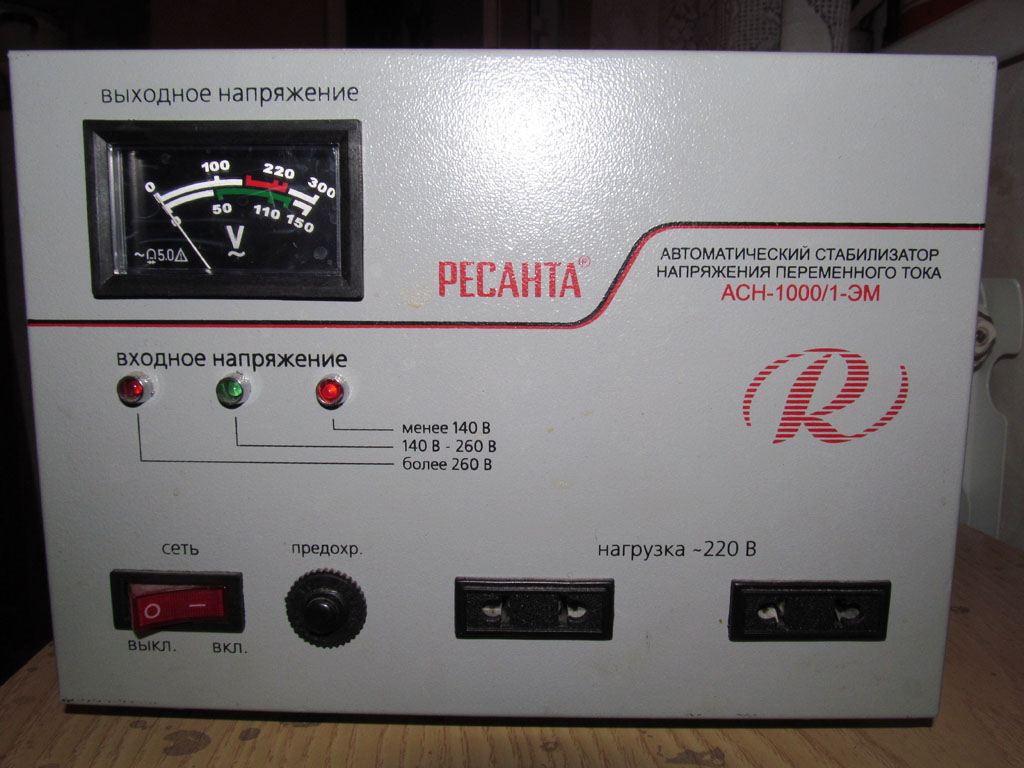 выходное напряжение
0 100 220 300
0 50 110 150
V
~
5.0
РЕСАНТА®
АВТОМАТИЧЕСКИЙ СТАБИЛИЗАТОР
НАПРЯЖЕНИЯ ПЕРЕМЕННОГО ТОКА
АСН-1000/1-ЭМ
R
входное напряжение
менее 140 В
140 В - 260 В
более 260 В
сеть
предохр.
нагрузка ~220 В
выкл.
вкл.